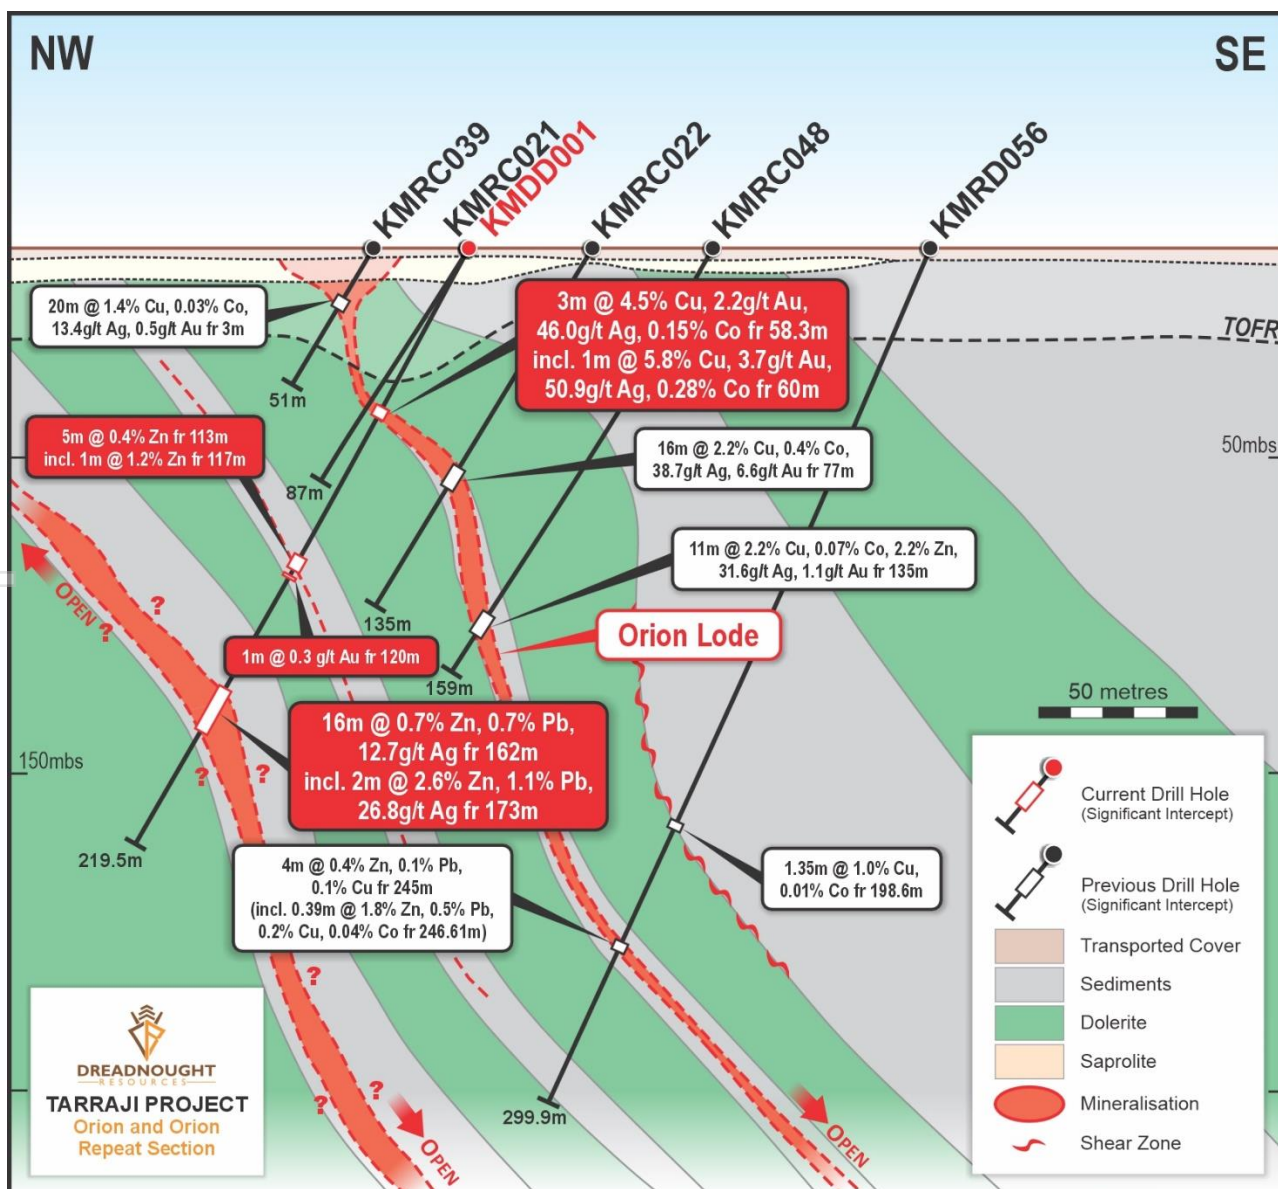 NW
SE
KMRC039
KMRC021
KMDD001
KMRC022
KMRC048
KMRD056
20m @ 1.4% Cu, 0.03% Co,
13.4g/t Ag, 0.5g/t Au fr 3m
3m @ 4.5% Cu, 2.2g/t Au,
46.0g/t Ag, 0.15% Co fr 58.3m
incl. 1m @ 5.8% Cu, 3.7g/t Au,
50.9g/t Ag, 0.28% Co fr 60m
TOFR
51m
5m @ 0.4% Zn fr 113m
incl. 1m @ 1.2% Zn fr 117m
16m @ 2.2% Cu, 0.4% Co,
38.7g/t Ag, 6.6g/t Au fr 77m
50mbs
87m
11m @ 2.2% Cu, 0.07% Co, 2.2% Zn,
31.6g/t Ag, 1.1g/t Au fr 135m
OPEN
?
?
?
135m
Orion Lode
1m @ 0.3 g/t Au fr 120m
159m
50 metres
16m @ 0.7% Zn, 0.7% Pb,
12.7g/t Ag fr 162m
incl. 2m @ 2.6% Zn, 1.1% Pb,
26.8g/t Ag fr 173m
150mbs
?
?
219.5m
4m @ 0.4% Zn, 0.1% Pb,
0.1% Cu fr 245m
(incl. 0.39m @ 1.8% Zn, 0.5% Pb,
0.2% Cu, 0.04% Co fr 246.61m)
1.35m @ 1.0% Cu,
0.01% Co fr 198.6m
?
?
?
?
299.9m
OPEN
OPEN
Current Drill Hole
(Significant Intercept)
Previous Drill Hole
(Significant Intercept)
Transported Cover
Sediments
Dolerite
Saprolite
Mineralisation
Shear Zone
DREADNOUGHT
RESOURCES
TARRAJI PROJECT
Orion and Orion
Repeat Section